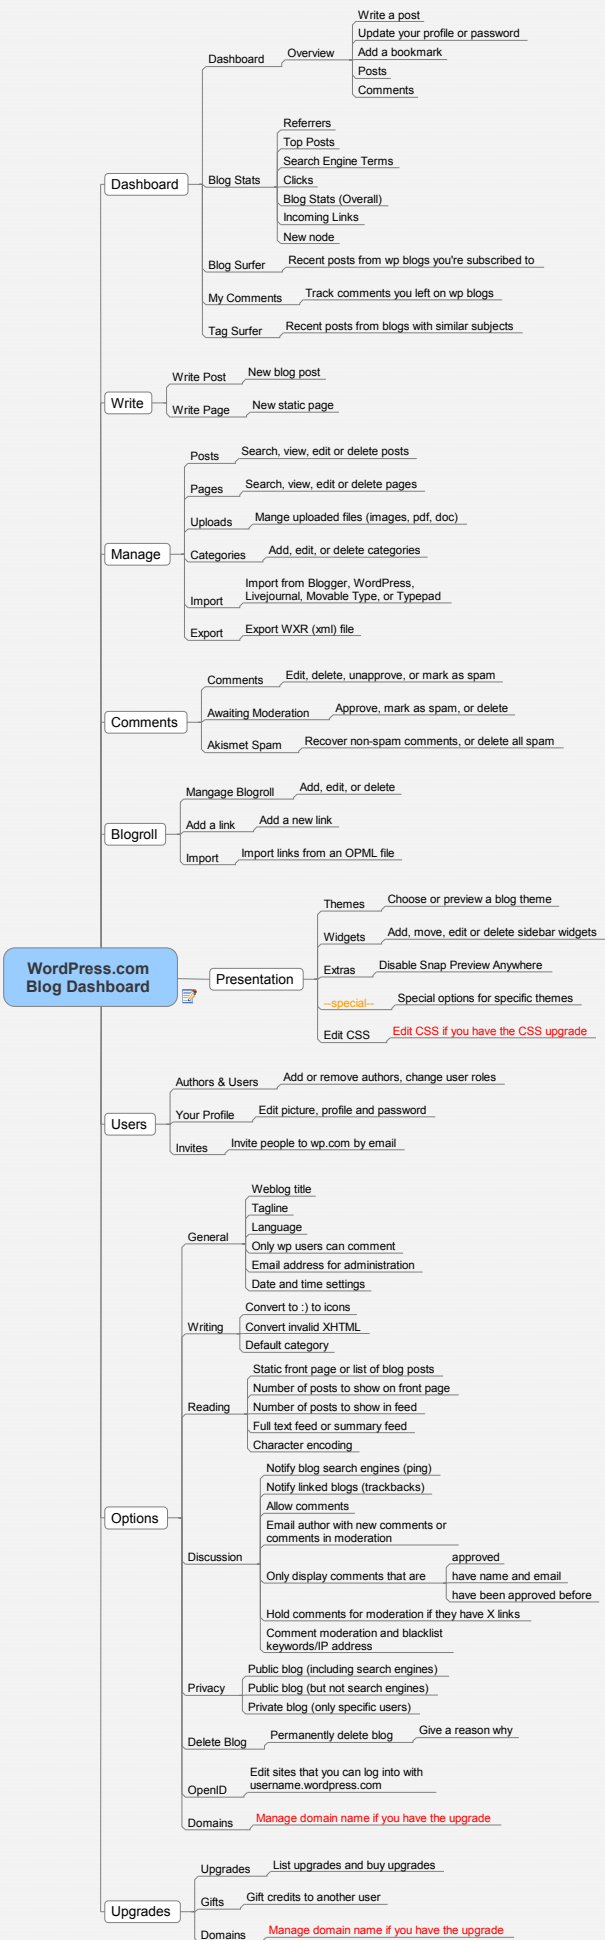 WordPress.com
Blog Dashboard
Dashboard
Dashboard
Overview
Write a post
Update your profile or password
Add a bookmark
Posts
Comments
Blog Stats
Referrers
Top Posts
Search Engine Terms
Clicks
Blog Stats (Overall)
Incoming Links
New node
Blog Surfer
Recent posts from wp blogs you're subscribed to
My Comments
Track comments you left on wp blogs
Tag Surfer
Recent posts from blogs with similar subjects
Write
Write Post
New blog post
Write Page
New static page
Manage
Posts
Search, view, edit or delete posts
Pages
Search, view, edit or delete pages
Uploads
Mange uploaded files (images, pdf, doc)
Categories
Add, edit, or delete categories
Import
Import from Blogger, WordPress,
Livejournal, Movable Type, or Typepad
Export
Export WXR (xml) file
Comments
Comments
Edit, delete, unapprove, or mark as spam
Awaiting Moderation
Approve, mark as spam, or delete
Akismet Spam
Recover non-spam comments, or delete all spam
Blogroll
Mangage Blogroll
Add, edit, or delete
Add a link
Add a new link
Import
Import links from an OPML file
Presentation
Themes
Choose or preview a blog theme
Widgets
Add, move, edit or delete sidebar widgets
Extras
Disable Snap Preview Anywhere
--special--
Special options for specific themes
Edit CSS
Edit CSS if you have the CSS upgrade
Users
Authors & Users
Add or remove authors, change user roles
Your Profile
Edit picture, profile and password
Invites
Invite people to wp.com by email
Options
General
Weblog title
Tagline
Language
Only wp users can comment
Email address for administration
Date and time settings
Writing
Convert to :) to icons
Convert invalid XHTML
Default category
Reading
Static front page or list of blog posts
Number of posts to show on front page
Number of posts to show in feed
Full text feed or summary feed
Character encoding
Discussion
Notify blog search engines (ping)
Notify linked blogs (trackbacks)
Allow comments
Email author with new comments or
comments in moderation
Only display comments that are
approved
have name and email
have been approved before
Hold comments for moderation if they have X links
Comment moderation and blacklist
keywords/IP address
Privacy
Public blog (including search engines)
Public blog (but not search engines)
Private blog (only specific users)
Delete Blog
Permanently delete blog
Give a reason why
OpenID
Edit sites that you can log into with
username.wordpress.com
Domains
Manage domain name if you have the upgrade
Upgrades
Upgrades
List upgrades and buy upgrades
Gifts
Gift credits to another user
Domains
Manage domain name if you have the upgrade